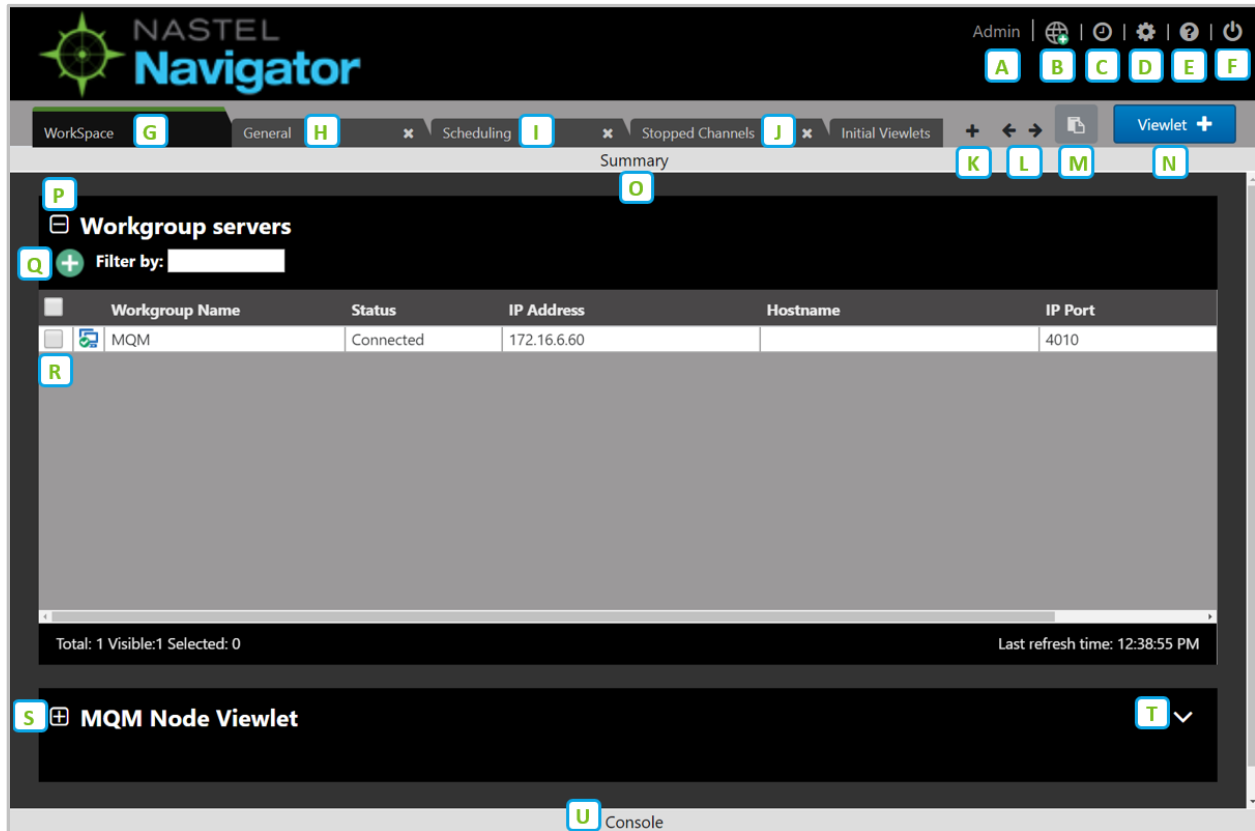 NASTEL
Navigator
Admin
A B C D E F
WorkSpace G General H Scheduling I Stopped Channels J Initial Viewlets Viewlet
K L M N
Summary
O
P
Workgroup servers
Q Filter by:
Workgroup Name Status IP Address Hostname IP Port
MQM Connected 172.16.6.60 4010
R
Total: 1 Visible:1 Selected: 0 Last refresh time: 12:38:55 PM
S MQM Node Viewlet T
U Console